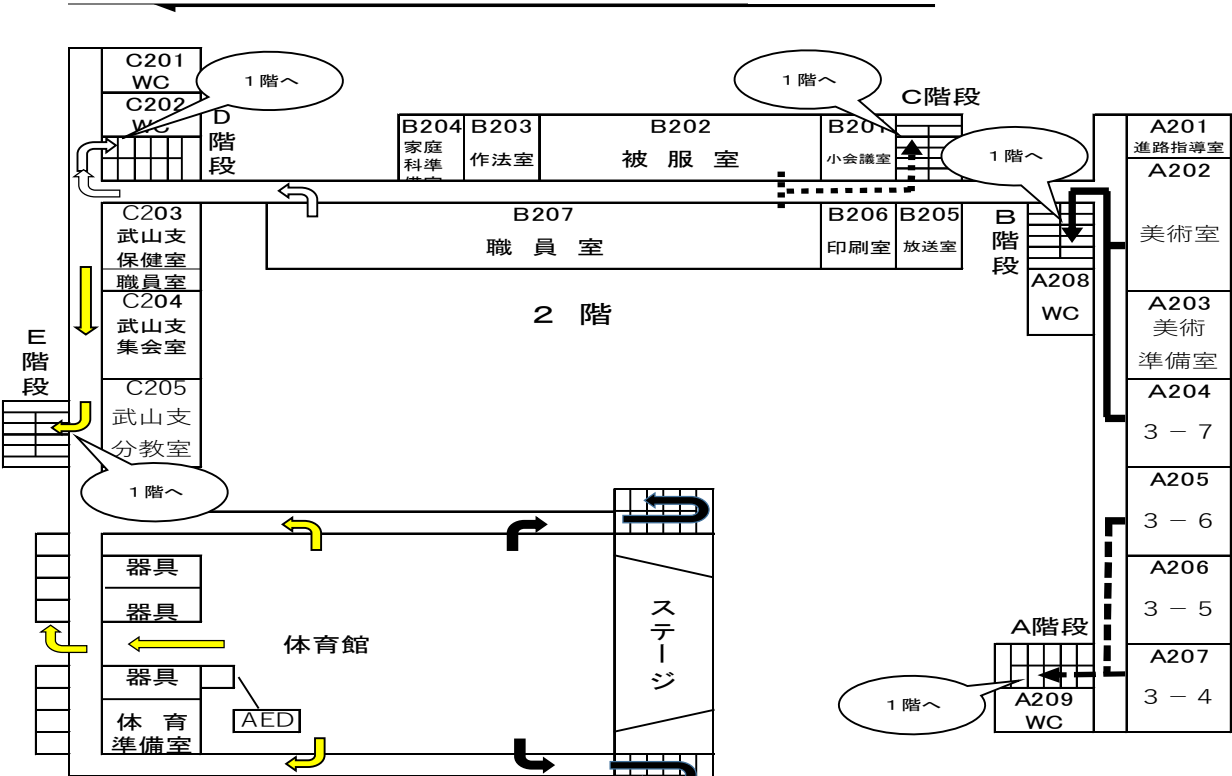 C201
WC
C202
WC
D
階
段
1階へ
1階へ
C階段
1階へ
B204
家庭
科準
備室
B203
作法室
B202
被服室
B201
小会議室
A201
進路指導室
A202
美術室
C203
武山支
保健室
職員室
C204
武山支
集会室
C205
武山支
分教室
B207
職員室
B206
印刷室
B205
放送室
B
階
段
A208
WC
A203
美術
準備室
2 階
E
階
段
1階へ
A204
3-7
A205
3-6
A206
3-5
A207
3-4
A階段
1階へ
A209
WC
器具
器具
体育館
ステージ
器具
体 育
準備室
AED